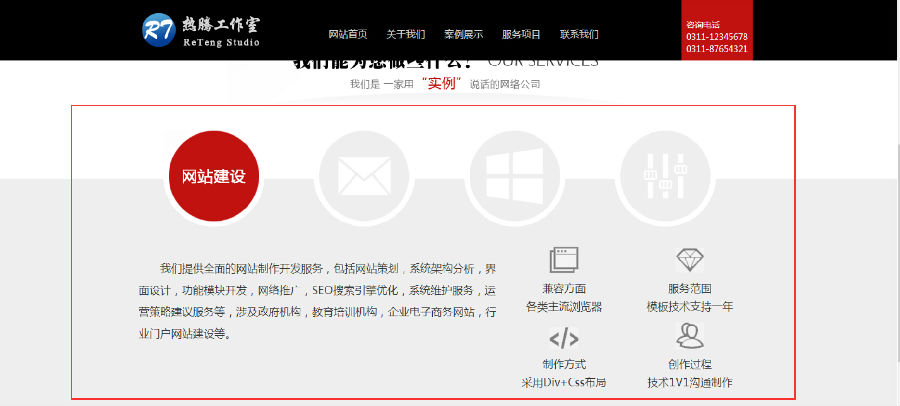 RT 热腾工作室
ReTeng Studio
网站首页 关于我们 案例展示 服务项目 联系我们
咨询电话
0311-12345678
0311-87654321
我们能为您做些什么? OUR SERVICES
我们是 一家用 “实例” 说话的网络公司
网站建设
我们提供全面的网站制作开发服务，包括网站策划，系统架构分析，界
面设计，功能模块开发，网络推广，SEO搜索引擎优化，系统维护服务，运
营策略建议服务等，涉及政府机构，教育培训机构，企业电子商务网站，行
业门户网站建设等。
兼容方面
各类主流浏览器
服务范围
模板技术支持一年
</>
制作方式
采用Div+Css布局
创作过程
技术1V1沟通制作